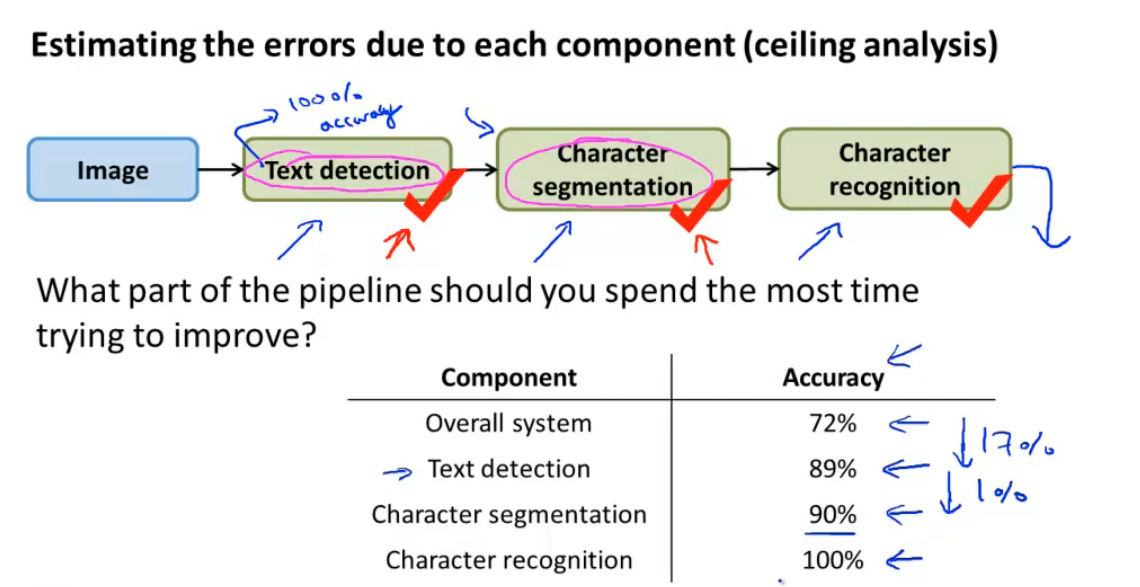 Estimating the errors due to each component (ceiling analysis)
100%
accuracy
Image
Text detection
Character
segmentation
Character
recognition
What part of the pipeline should you spend the most time
trying to improve?
Component Accuracy
Overall system 72%
17%
Text detection 89%
1%
Character segmentation 90%
Character recognition 100%